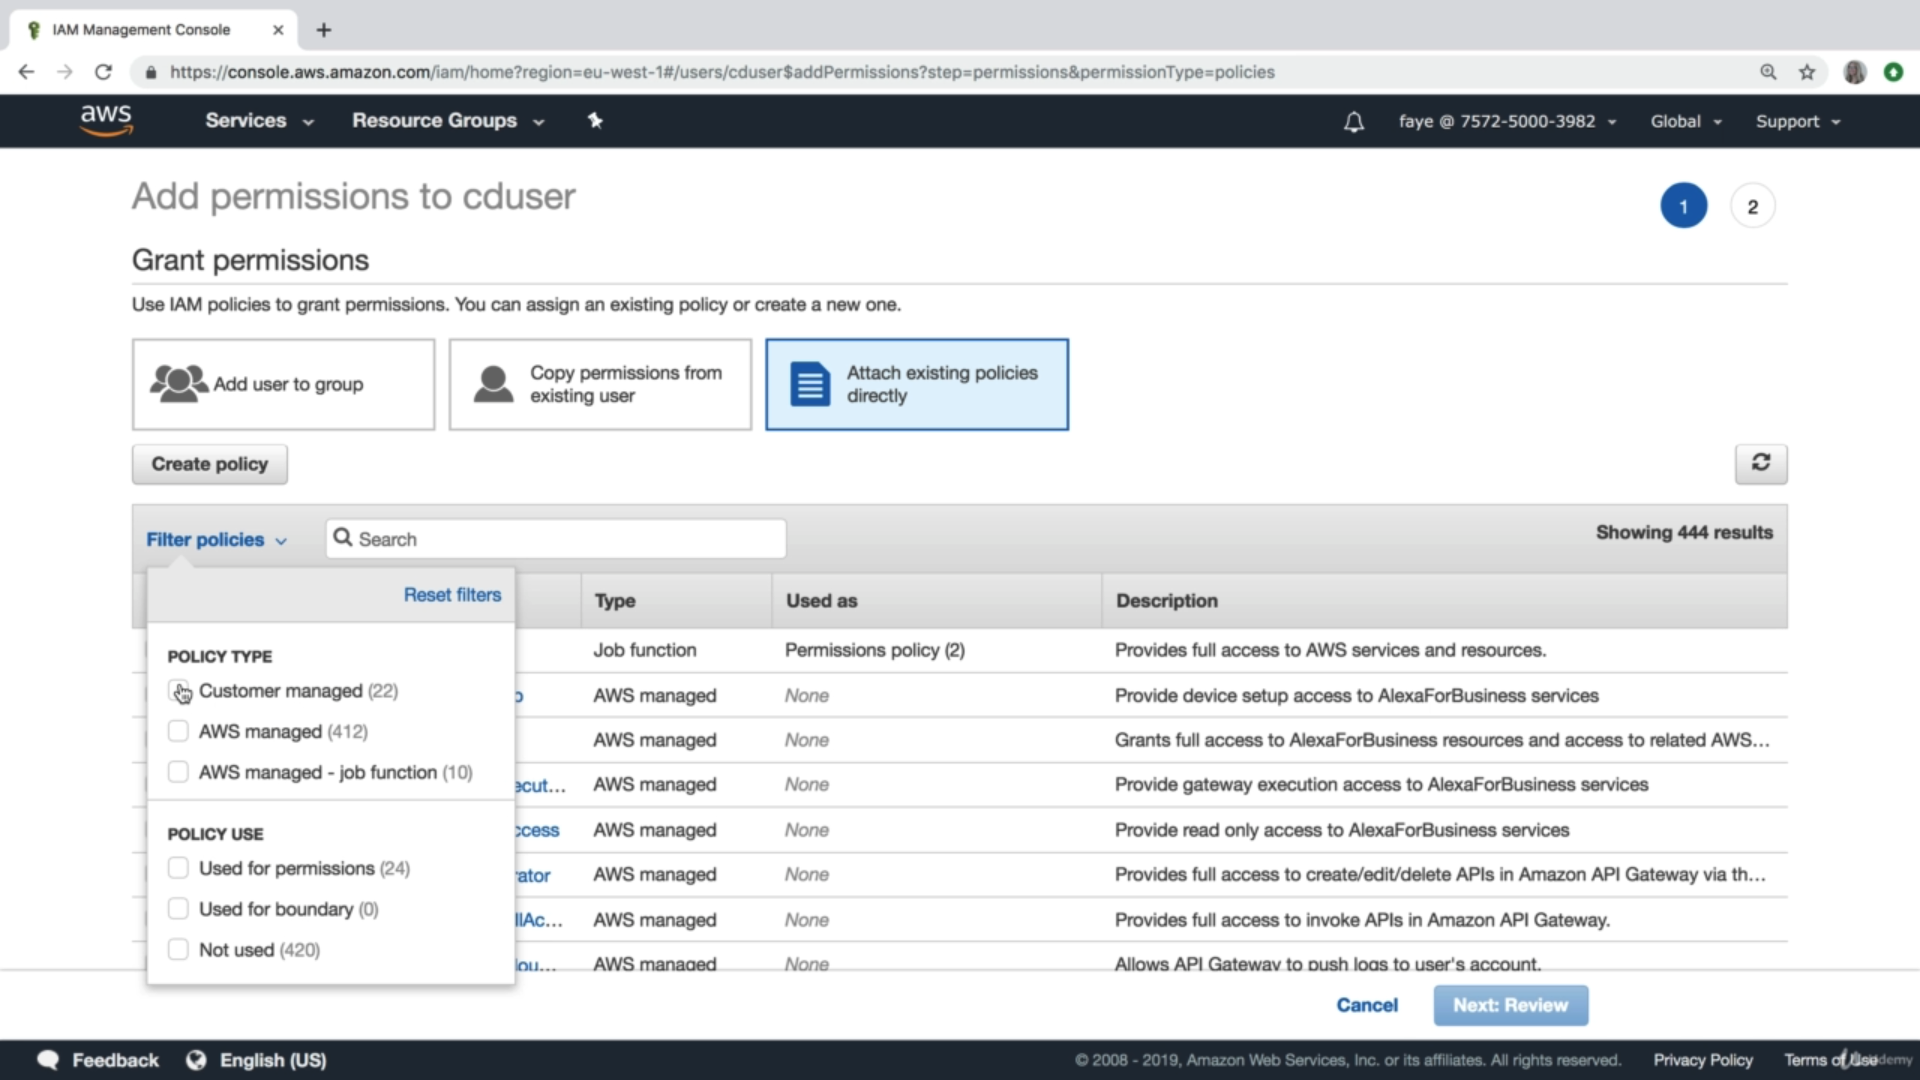 IAM Management Console
https://console.aws.amazon.com/iam/home?region=eu-west-1#/users/cduser$addPermissions?step=permissions&permissionType=policies
aws
Services
Resource Groups
faye @ 7572-5000-3982
Global
Support
Add permissions to cduser
1
2
Grant permissions
Use IAM policies to grant permissions. You can assign an existing policy or create a new one.
Add user to group
Copy permissions from
existing user
Attach existing policies
directly
Create policy
Filter policies
Search
Showing 444 results
Reset filters
Type
Used as
Description
POLICY TYPE
Customer managed (22)
AWS managed (412)
AWS managed - job function (10)
POLICY USE
Used for permissions (24)
Used for boundary (0)
Not used (420)
Job function Permissions policy (2) Provides full access to AWS services and resources.
AWS managed None Provide device setup access to AlexaForBusiness services
AWS managed None Grants full access to AlexaForBusiness resources and access to related AWS...
ecut... AWS managed None Provide gateway execution access to AlexaForBusiness services
ccess AWS managed None Provide read only access to AlexaForBusiness services
rator AWS managed None Provides full access to create/edit/delete APIs in Amazon API Gateway via th...
llAc... AWS managed None Provides full access to invoke APIs in Amazon API Gateway.
lou... AWS managed None Allows API Gateway to push logs to user's account.
Cancel
Next: Review
Feedback
English (US)
© 2008 - 2019, Amazon Web Services, Inc. or its affiliates. All rights reserved.
Privacy Policy
Terms of Use